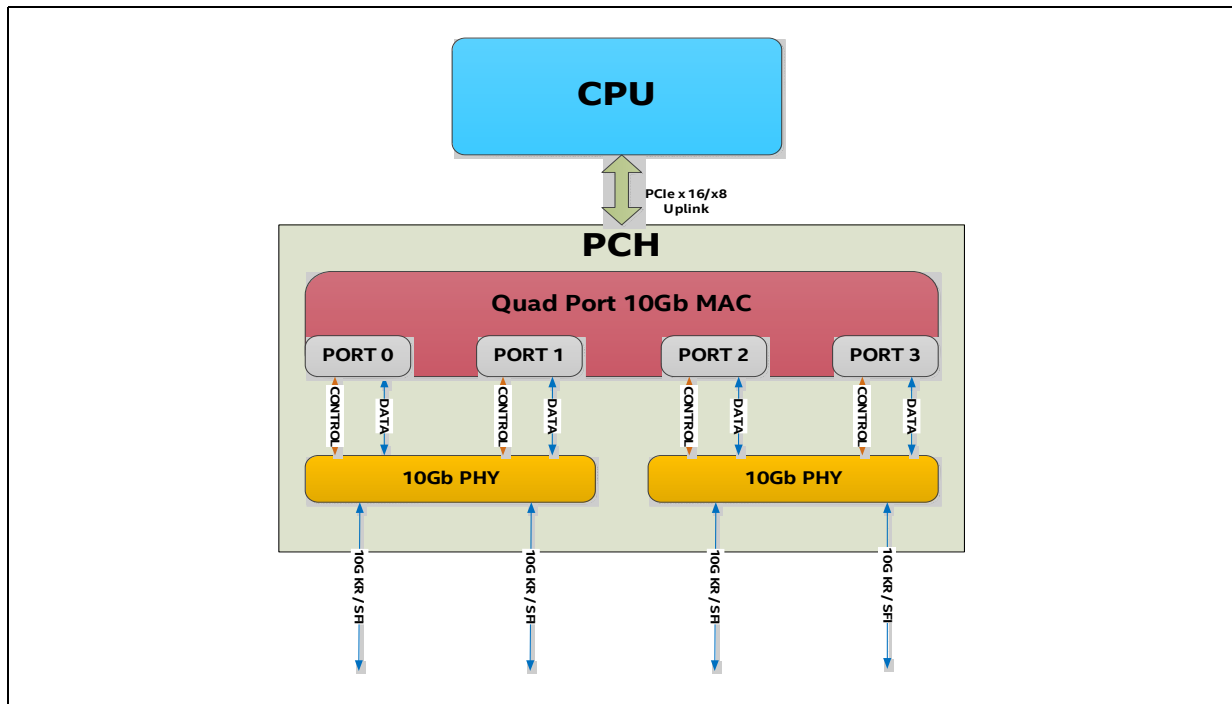 CPU
PCIe x 16/x8
Uplink
PCH
Quad Port 10Gb MAC
PORT 0
PORT 1
PORT 2
PORT 3
CONTROL
DATA
CONTROL
DATA
CONTROL
DATA
CONTROL
DATA
10Gb PHY
10Gb PHY
10G KR / SFI
10G KR / SFI
10G KR / SFI
10G KR / SFI